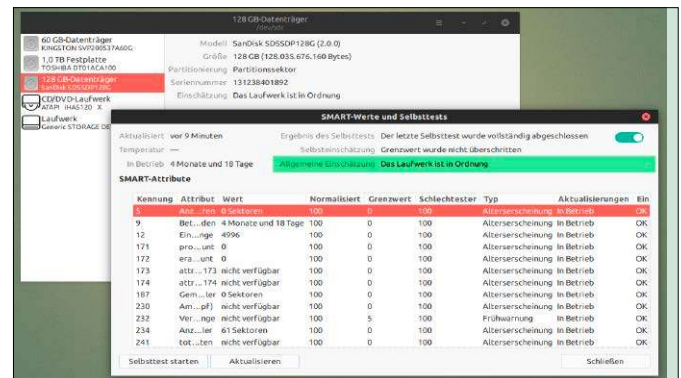 128 GB-Datenträger
/dev/sdc
60 GB-Datenträger
KINGSTON SVP200S37A60G
1,0 TB Festplatte
TOSHIBA DT01ACA100
128 GB-Datenträger
SanDisk SDSSDP128G
CD/DVD-Laufwerk
ATAPI iHAS120 X
Laufwerk
Generic STORAGE DE
Modell SanDisk SDSSDP128G (2.0.0)
Größe 128 GB (128.035.676.160 Bytes)
Partitionierung Partitionssektor
Seriennummer 131238401892
Einschätzung Das Laufwerk ist in Ordnung
SMART-Werte und Selbsttests
Aktualisiert vor 9 Minuten Ergebnis des Selbsttests Der letzte Selbsttest wurde vollständig abgeschlossen
Temperatur — Selbsteinschätzung Grenzwert wurde nicht überschritten
In Betrieb 4 Monate und 18 Tage Allgemeine Einschätzung Das Laufwerk ist in Ordnung
SMART-Attribute
Kennung Attribut Wert Normalisiert Grenzwert Schlechtester Typ Aktualisierungen Ein
5 Anz...ren 0 Sektoren 100 0 100 Alterserscheinung In Betrieb OK
9 Bet...den 4 Monate und 18 Tage 100 0 100 Alterserscheinung In Betrieb OK
12 Ein...nge 4996 100 0 100 Alterserscheinung In Betrieb OK
171 pro...unt 0 100 0 100 Alterserscheinung In Betrieb OK
172 era...unt 0 100 0 100 Alterserscheinung In Betrieb OK
173 attr...173 nicht verfügbar 100 0 100 Alterserscheinung In Betrieb OK
174 attr...174 nicht verfügbar 100 0 100 Alterserscheinung In Betrieb OK
187 Gem...ler 0 Sektoren 100 0 100 Alterserscheinung In Betrieb OK
230 Am...pf) nicht verfügbar 100 0 100 Alterserscheinung In Betrieb OK
232 Ver...nge nicht verfügbar 100 5 100 Frühwarnung In Betrieb OK
234 Anz...ler 61 Sektoren 100 0 100 Alterserscheinung In Betrieb OK
241 tot...ten nicht verfügbar 100 0 100 Alterserscheinung In Betrieb OK
Selbsttest starten Aktualisieren Schließen